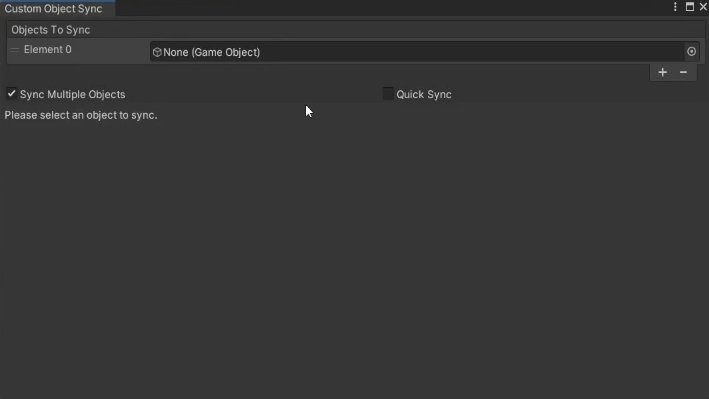 Custom Object Sync
Objects To Sync
Element 0 None (Game Object)
Sync Multiple Objects Quick Sync
Please select an object to sync.